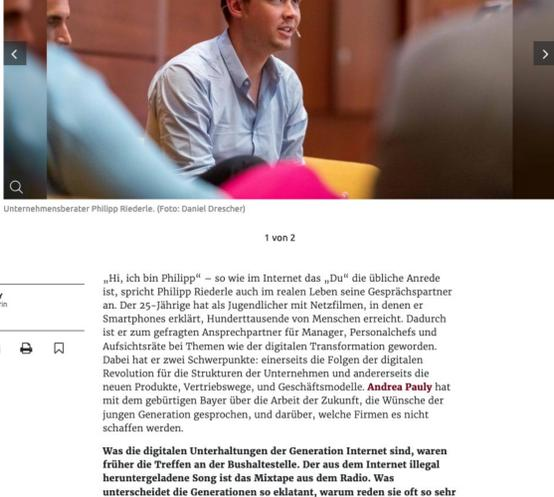 Unternehmensberater Philipp Riederle. (Foto: Daniel Drescher)
1 von 2
„Hi, ich bin Philipp“ – so wie im Internet das „Du“ die übliche Anrede
ist, spricht Philipp Riederle auch im realen Leben seine Gesprächspartner
an. Der 25-Jährige hat als Jugendlicher mit Netzfilmen, in denen er
Smartphones erklärt, Hunderttausende von Menschen erreicht. Dadurch
ist er zum gefragten Ansprechpartner für Manager, Personalchefs und
Aufsichtsräte bei Themen wie der digitalen Transformation geworden.
Dabei hat er zwei Schwerpunkte: einerseits die Folgen der digitalen
Revolution für die Strukturen der Unternehmen und andererseits die
neuen Produkte, Vertriebswege, und Geschäftsmodelle. Andrea Pauly hat
mit dem gebürtigen Bayer über die Arbeit der Zukunft, die Wünsche der
jungen Generation gesprochen, und darüber, welche Firmen es nicht
schaffen werden.
Was die digitalen Unterhaltungen der Generation Internet sind, waren
früher die Treffen an der Bushaltestelle. Der aus dem Internet illegal
heruntergeladene Song ist das Mixtape aus dem Radio. Was
unterscheidet die Generationen so eklatant, warum reden sie oft so sehr